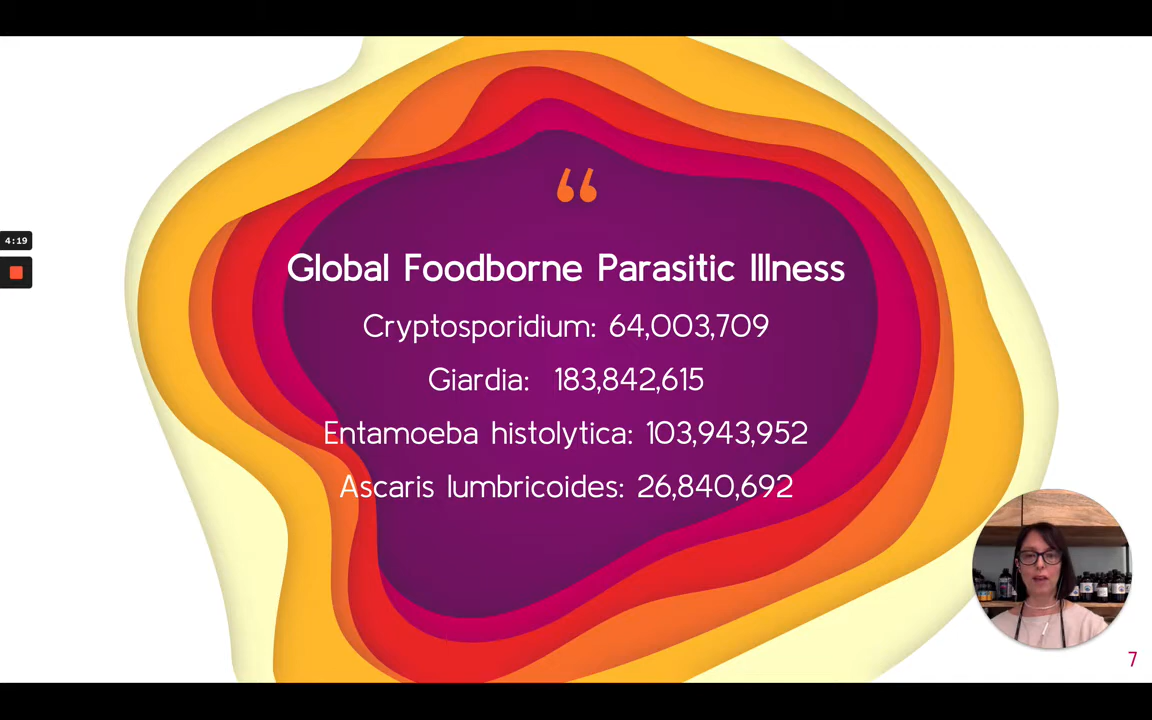 4:19
“
Global Foodborne Parasitic Illness
Cryptosporidium: 64,003,709
Giardia: 183,842,615
Entamoeba histolytica: 103,943,952
Ascaris lumbricoides: 26,840,692
7